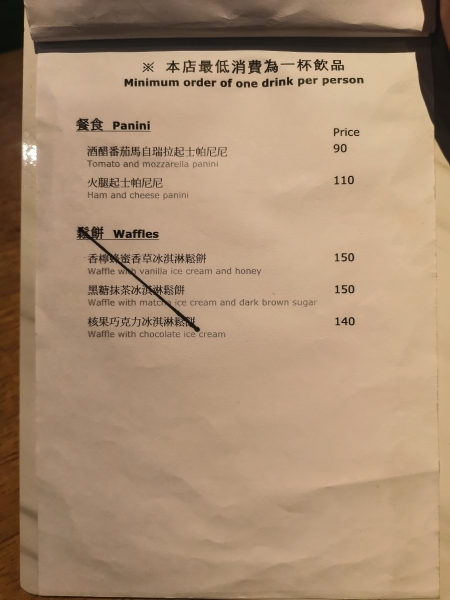 ※ 本店最低消費為一杯飲品
Minimum order of one drink per person
餐食 Panini
Price
酒醋番茄馬自瑞拉起士帕尼尼 90
Tomato and mozzarella panini
火腿起士帕尼尼 110
Ham and cheese panini
鬆餅 Waffles
香檸蜂蜜香草冰淇淋鬆餅 150
Waffle with vanilla ice cream and honey
黑糖抹茶冰淇淋鬆餅 150
Waffle with matcha ice cream and dark brown sugar
核果巧克力冰淇淋鬆餅 140
Waffle with chocolate ice cream